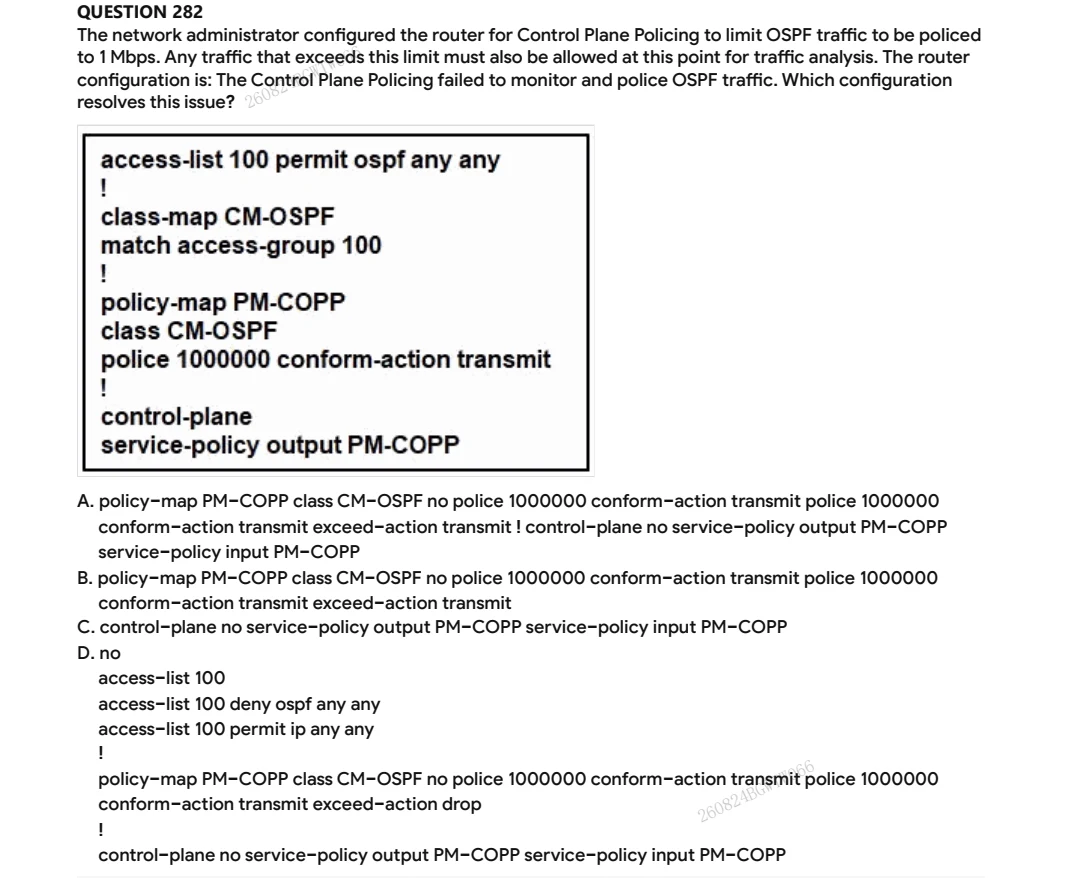 QUESTION 282
The network administrator configured the router for Control Plane Policing to limit OSPF traffic to be policed
to 1 Mbps. Any traffic that exceeds this limit must also be allowed at this point for traffic analysis. The router
configuration is: The Control Plane Policing failed to monitor and police OSPF traffic. Which configuration
resolves this issue?
access-list 100 permit ospf any any
!
class-map CM-OSPF
match access-group 100
!
policy-map PM-COPP
class CM-OSPF
police 1000000 conform-action transmit
!
control-plane
service-policy output PM-COPP
A. policy-map PM-COPP class CM-OSPF no police 1000000 conform-action transmit police 1000000
conform-action transmit exceed-action transmit ! control-plane no service-policy output PM-COPP
service-policy input PM-COPP
B. policy-map PM-COPP class CM-OSPF no police 1000000 conform-action transmit police 1000000
conform-action transmit exceed-action transmit
C. control-plane no service-policy output PM-COPP service-policy input PM-COPP
D. no
access-list 100
access-list 100 deny ospf any any
access-list 100 permit ip any any
!
policy-map PM-COPP class CM-OSPF no police 1000000 conform-action transmit police 1000000
conform-action transmit exceed-action drop
!
control-plane no service-policy output PM-COPP service-policy input PM-COPP